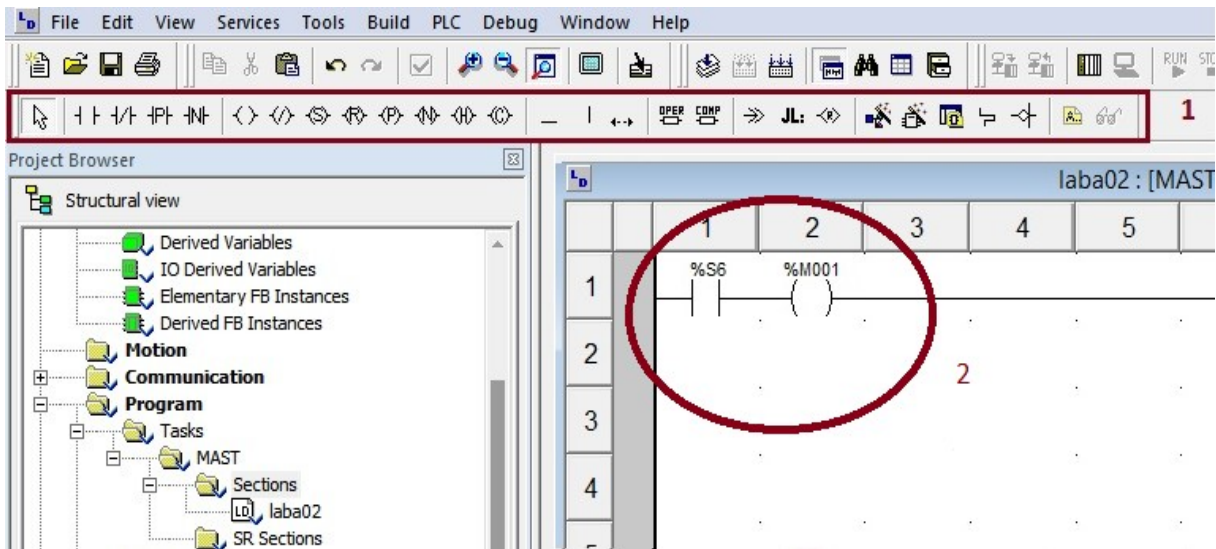 File Edit View Services Tools Build PLC Debug Window Help
RUN
OPER COMP JL: 1
Project Browser
Structural view
laba02 : [MAST
Derived Variables
IO Derived Variables
Elementary FB Instances
Derived FB Instances
Motion
Communication
Program
Tasks
MAST
Sections
laba02
SR Sections
1 2 3 4 5
1 %S6 %M001
2
2
3
4